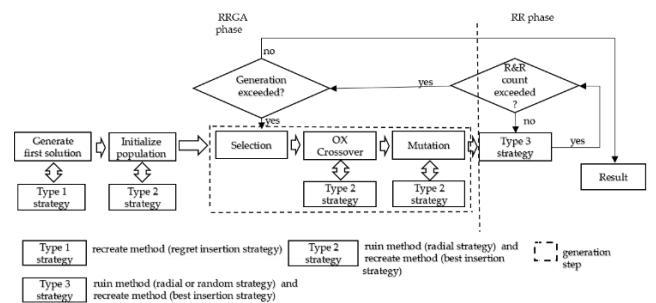 RRGA
phase
RR phase
no
Generation
exceeded?
yes
R&R
count
exceeded
?
yes
no
Generate
first solution
Initialize
population
Selection
OX
Crossover
Mutation
Type 3
strategy
yes
Result
Type 1
strategy
Type 2
strategy
Type 2
strategy
Type 2
strategy
Type 1
strategy
recreate method (regret insertion strategy)
Type 2
strategy
ruin method (radial strategy) and
recreate method (best insertion
strategy)
generation
step
Type 3
strategy
ruin method (radial or random strategy) and
recreate method (best insertion strategy)